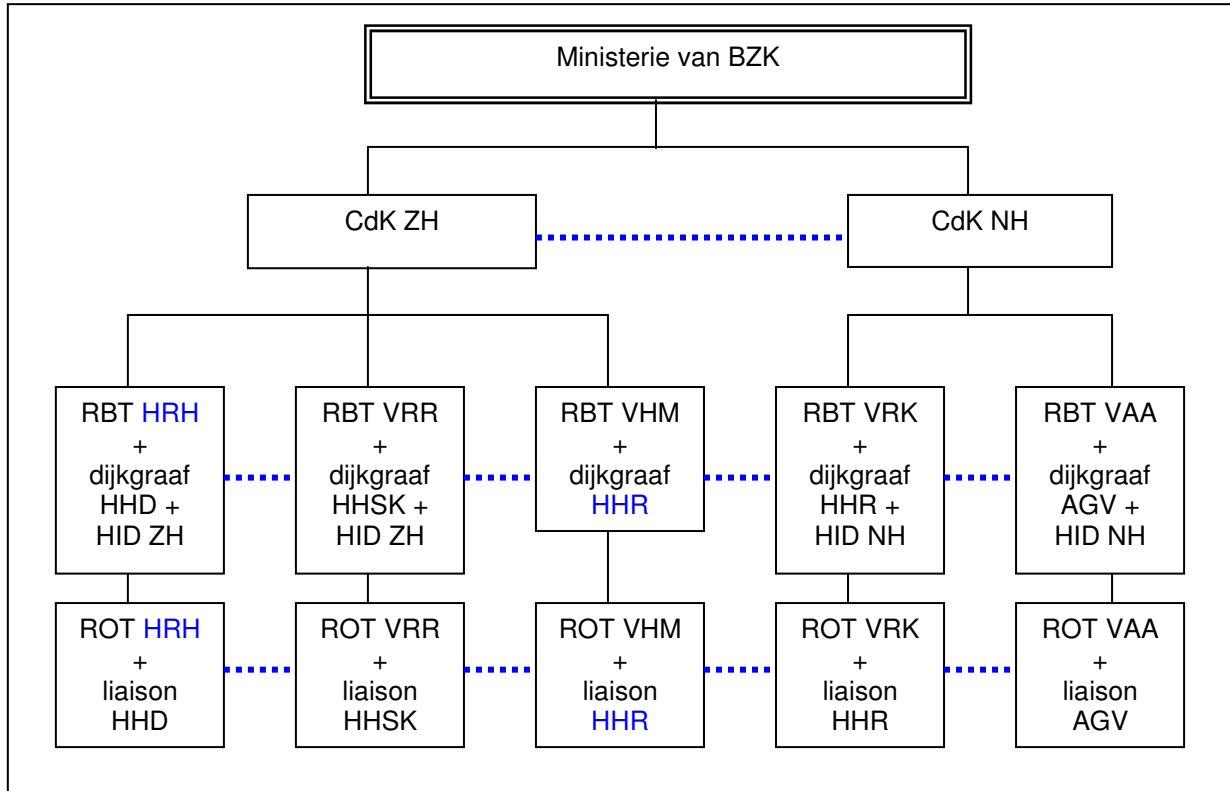 Ministerie van BZK
CdK ZH
CdK NH
RBT HRH
+
dijkgraaf
HHD +
HID ZH
RBT VRR
+
dijkgraaf
HHSK +
HID ZH
RBT VHM
+
dijkgraaf
HHR
RBT VRK
+
dijkgraaf
HHR +
HID NH
RBT VAA
+
dijkgraaf
AGV +
HID NH
ROT HRH
+
liaison
HHD
ROT VRR
+
liaison
HHSK
ROT VHM
+
liaison
HHR
ROT VRK
+
liaison
HHR
ROT VAA
+
liaison
AGV